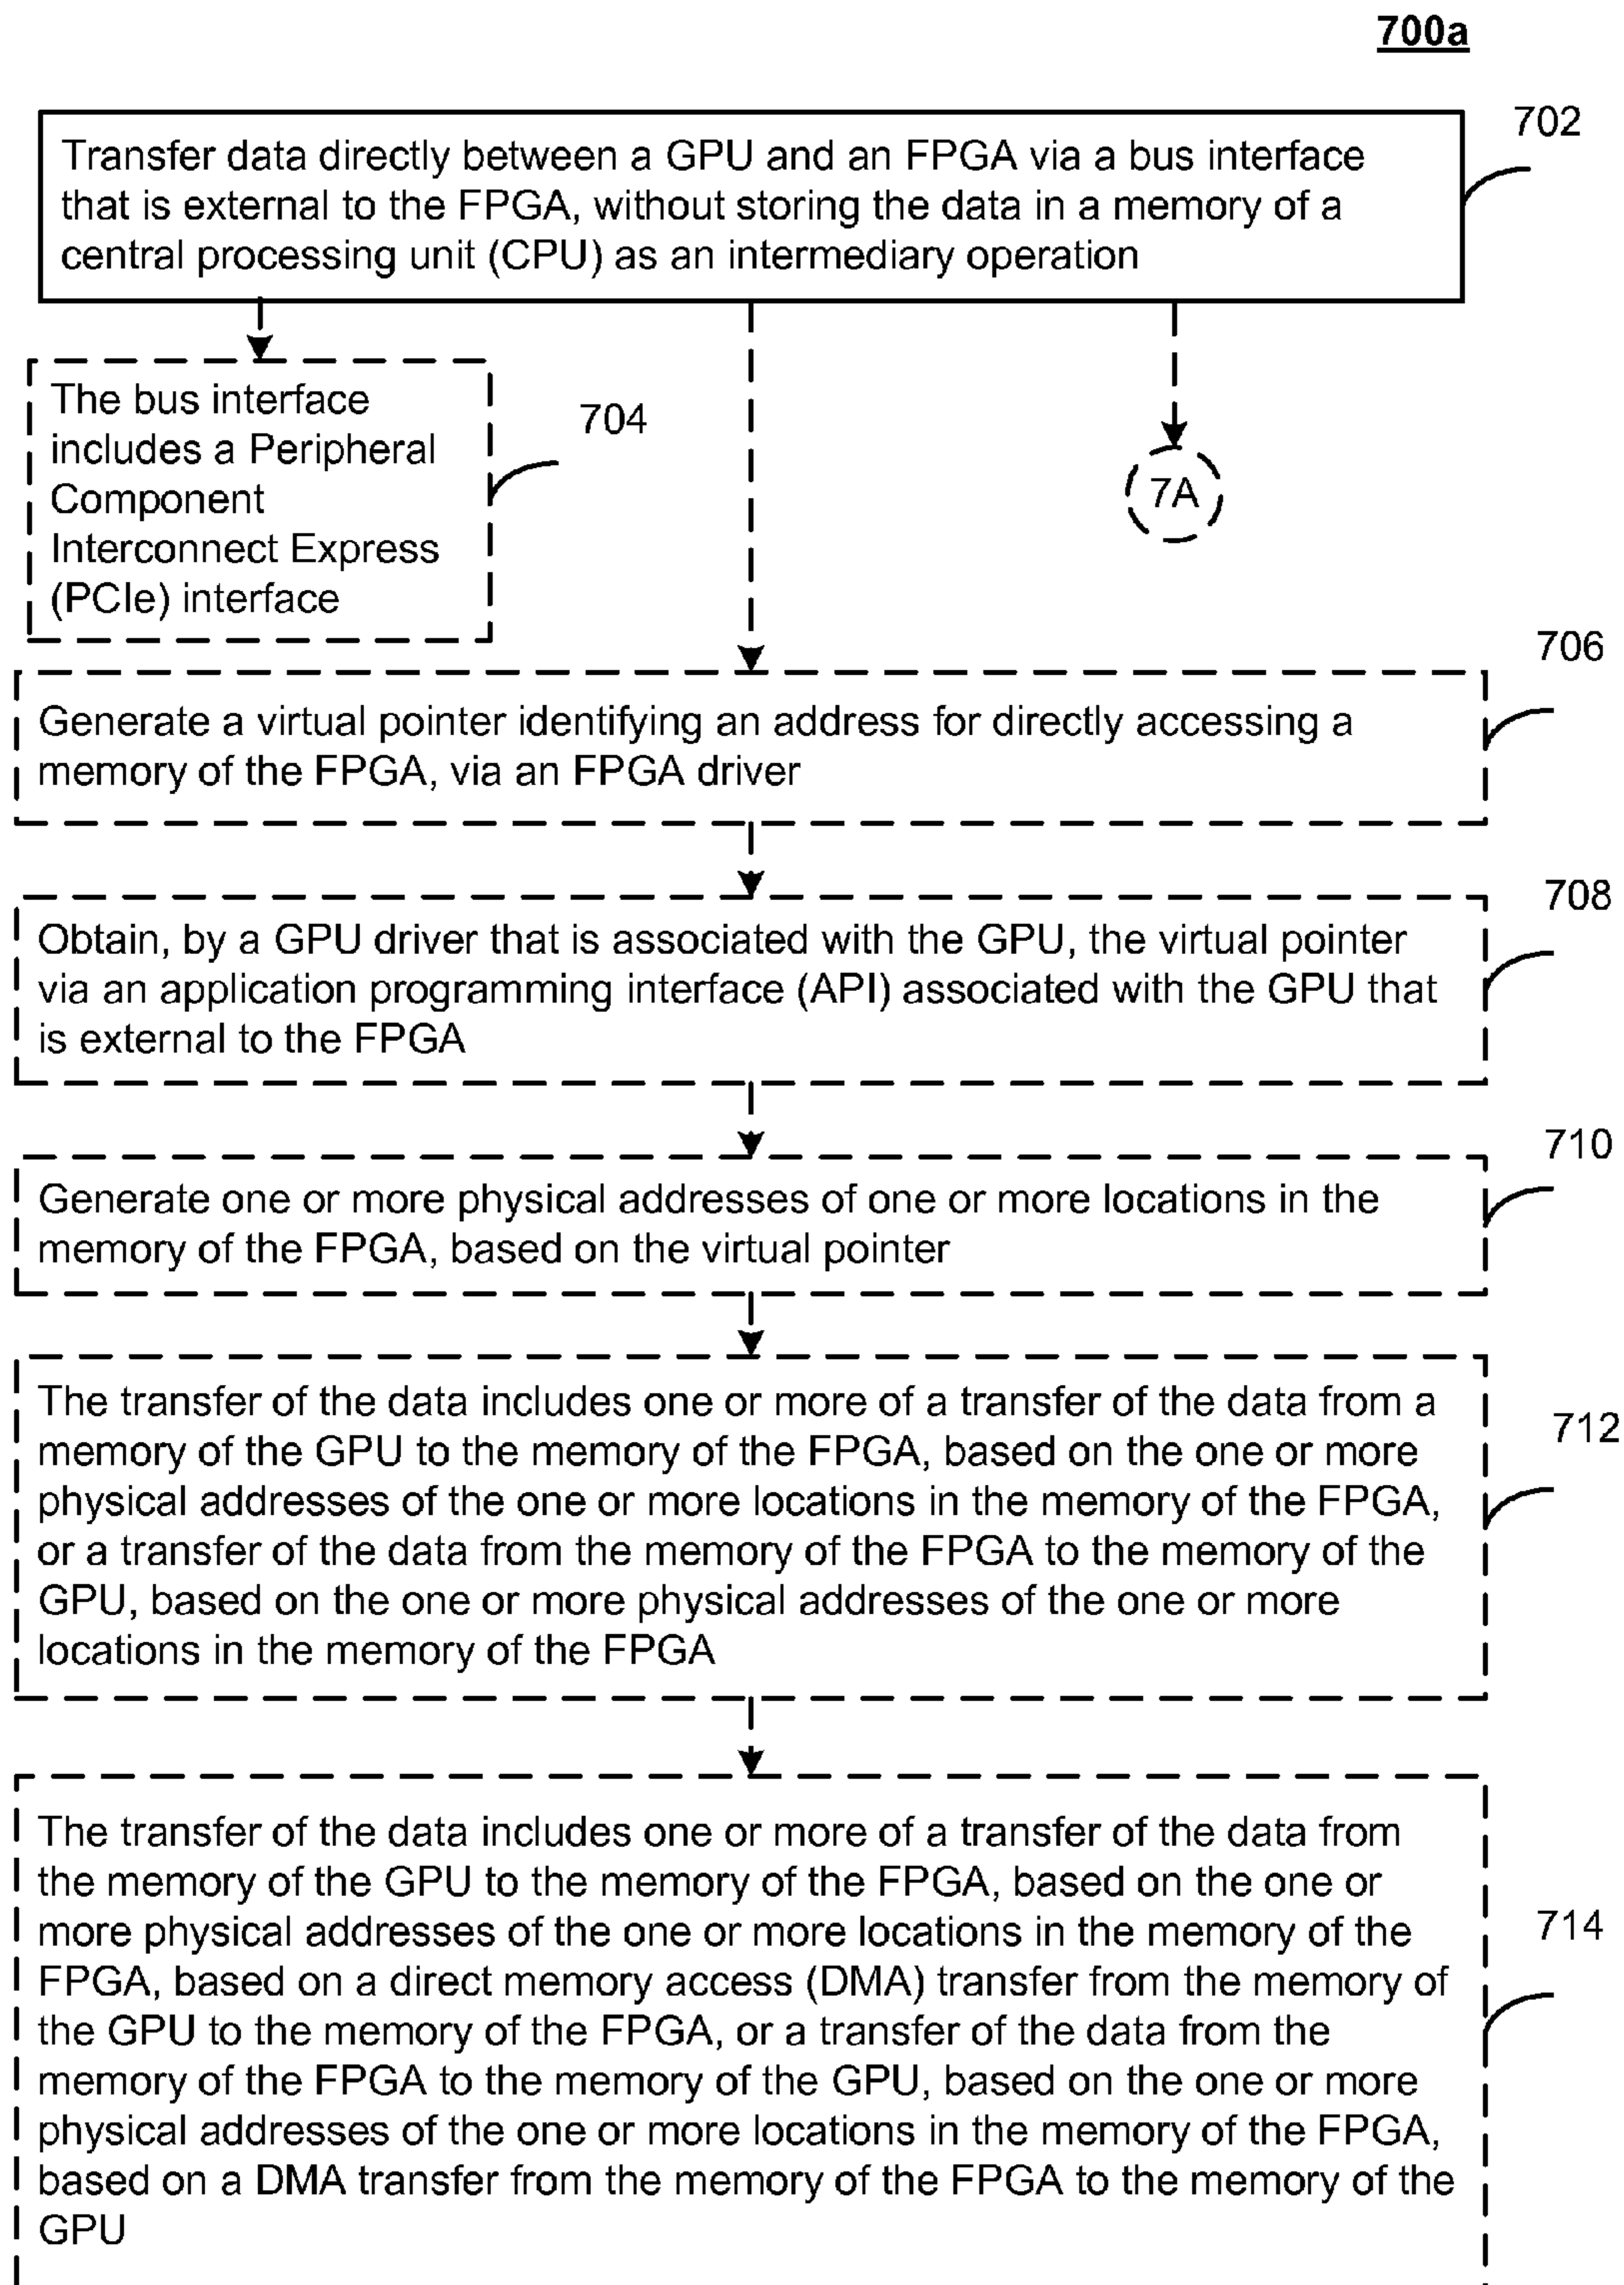 700a
702
Transfer data directly between a GPU and an FPGA via a bus interface
that is external to the FPGA, without storing the data in a memory of a
central processing unit (CPU) as an intermediary operation
The bus interface
includes a Peripheral
Component
Interconnect Express
(PCIe) interface
704
7A
706
Generate a virtual pointer identifying an address for directly accessing a
memory of the FPGA, via an FPGA driver
708
Obtain, by a GPU driver that is associated with the GPU, the virtual pointer
via an application programming interface (API) associated with the GPU that
is external to the FPGA
710
Generate one or more physical addresses of one or more locations in the
memory of the FPGA, based on the virtual pointer
The transfer of the data includes one or more of a transfer of the data from a
memory of the GPU to the memory of the FPGA, based on the one or more
physical addresses of the one or more locations in the memory of the FPGA,
or a transfer of the data from the memory of the FPGA to the memory of the
GPU, based on the one or more physical addresses of the one or more
locations in the memory of the FPGA
712
The transfer of the data includes one or more of a transfer of the data from
the memory of the GPU to the memory of the FPGA, based on the one or
more physical addresses of the one or more locations in the memory of the
FPGA, based on a direct memory access (DMA) transfer from the memory of
the GPU to the memory of the FPGA, or a transfer of the data from the
memory of the FPGA to the memory of the GPU, based on the one or more
physical addresses of the one or more locations in the memory of the FPGA,
based on a DMA transfer from the memory of the FPGA to the memory of the
GPU
714